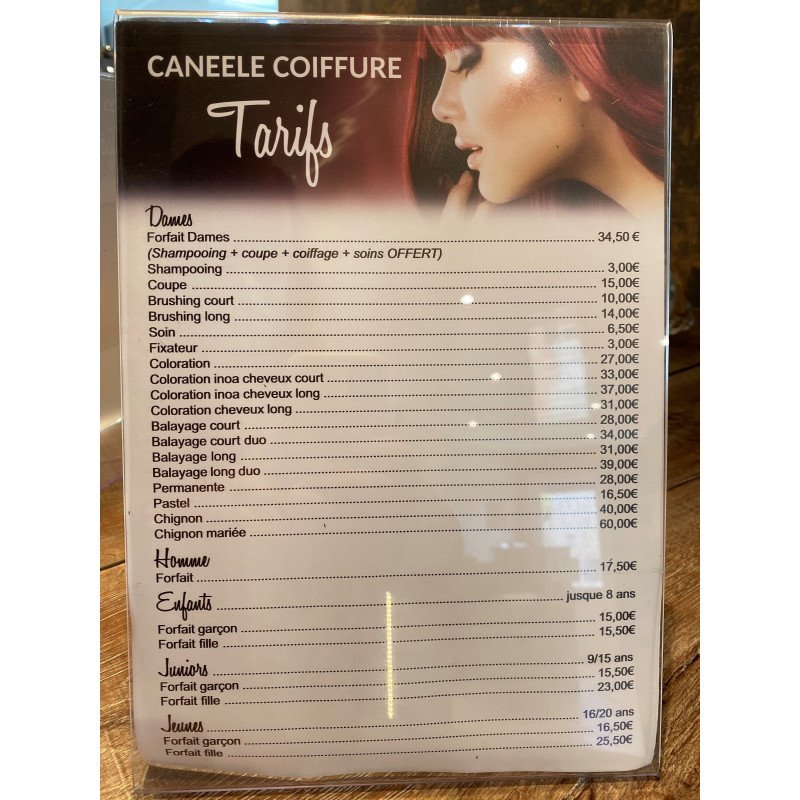 CANEELE COIFFURE
Tarifs
Dames
Forfait Dames 34,50 €
(Shampooing + coupe + coiffage + soins OFFERT)
Shampooing 3,00€
Coupe 15,00€
Brushing court 10,00€
Brushing long 14,00€
Soin 6,50€
Fixateur 3,00€
Coloration 27,00€
Coloration inoa cheveux court 33,00€
Coloration inoa cheveux long 37,00€
Coloration cheveux long 31,00€
Balayage court 28,00€
Balayage court duo 34,00€
Balayage long 31,00€
Balayage long duo 39,00€
Permanente 28,00€
Pastel 16,50€
Chignon 40,00€
Chignon mariée 60,00€
Homme
Forfait 17,50€
Enfants jusque 8 ans
Forfait garçon 15,00€
Forfait fille 15,50€
Juniors 9/15 ans
Forfait garçon 15,50€
Forfait fille 23,00€
Jeunes 16/20 ans
Forfait garçon 16,50€
Forfait fille 25,50€